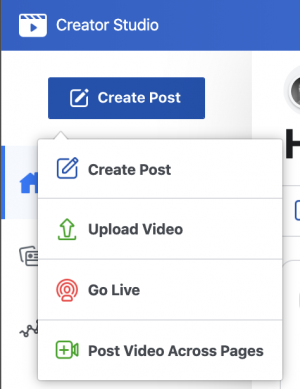 Creator Studio
Create Post
Create Post
Upload Video
Go Live
Post Video Across Pages